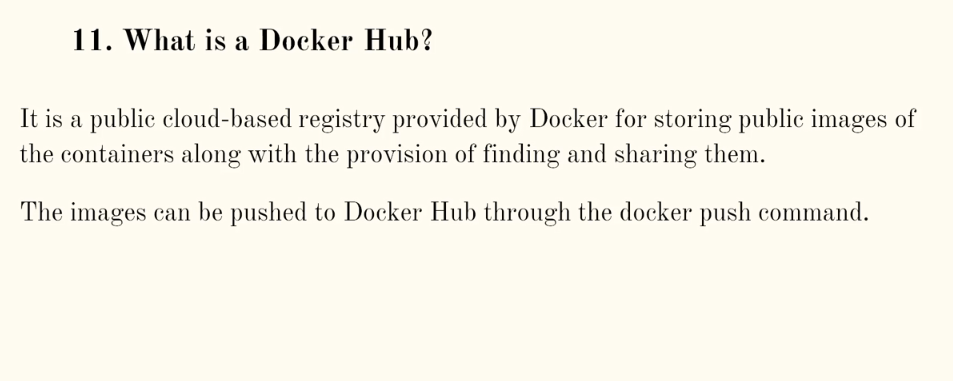 11. What is a Docker Hub?
It is a public cloud-based registry provided by Docker for storing public images of
the containers along with the provision of finding and sharing them.
The images can be pushed to Docker Hub through the docker push command.